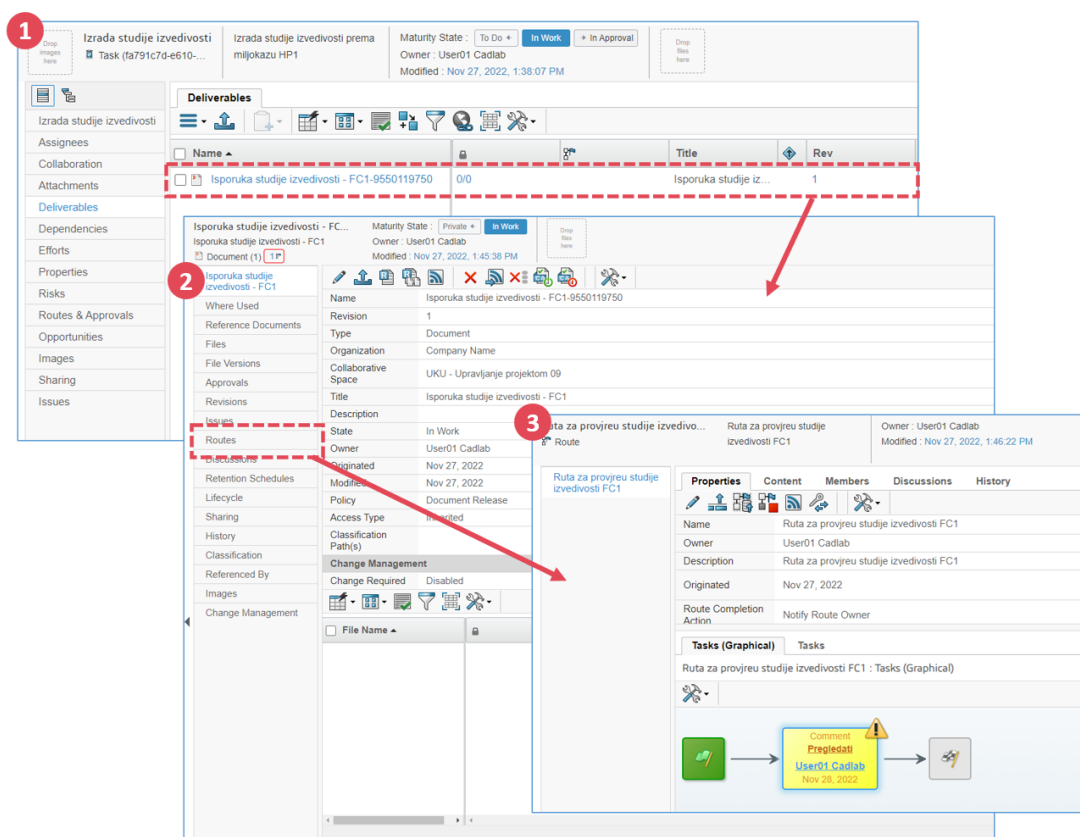 1
Drop
images
here
Izrada studije izvedivosti
Task (fa791c7d-e610-...
Izrada studije izvedivosti prema
miljokazu HP1
Maturity State : To Do + In Work + In Approval
Owner : User01 Cadlab
Modified : Nov 27, 2022, 1:38:07 PM
Drop
files
here
Izrada studije izvedivosti
Assignees
Collaboration
Attachments
Deliverables
Dependencies
Efforts
Properties
Risks
Routes & Approvals
Opportunities
Images
Sharing
Issues
Deliverables
Name Title Rev
Isporuka studije izvedivosti - FC1-9550119750 0/0 Isporuka studije iz... 1
2
Isporuka studije izvedivosti - FC...
Isporuka studije izvedivosti - FC1
Document (1) 1
Maturity State : Private + In Work
Owner : User01 Cadlab
Modified : Nov 27, 2022, 1:45:38 PM
Drop
files
here
Isporuka studije
izvedivosti - FC1
Where Used
Reference Documents
Files
File Versions
Approvals
Revisions
Issues
Routes
Discussions
Retention Schedules
Lifecycle
Sharing
History
Classification
Referenced By
Images
Change Management
Name Isporuka studije izvedivosti - FC1-9550119750
Revision 1
Type Document
Organization Company Name
Collaborative
Space UKU - Upravljanje projektom 09
Title Isporuka studije izvedivosti - FC1
Description
State In Work
Owner User01 Cadlab
Originated Nov 27, 2022
Modified Nov 27, 2022
Policy Document Release
Access Type Inherited
Classification
Path(s)
Change Management
Change Required Disabled
File Name
3
uta za provjreu studije izvedivo...
Route
Ruta za provjreu studije
izvedivosti FC1
Owner : User01 Cadlab
Modified : Nov 27, 2022, 1:46:22 PM
Ruta za provjreu studije
izvedivosti FC1
Properties Content Members Discussions History
Name Ruta za provjreu studije izvedivosti FC1
Owner User01 Cadlab
Description Ruta za provjreu studije izvedivosti FC1
Originated Nov 27, 2022
Route Completion
Action Notify Route Owner
Tasks (Graphical) Tasks
Ruta za provjreu studije izvedivosti FC1 : Tasks (Graphical)
Comment
Pregledati
User01 Cadlab
Nov 28, 2022